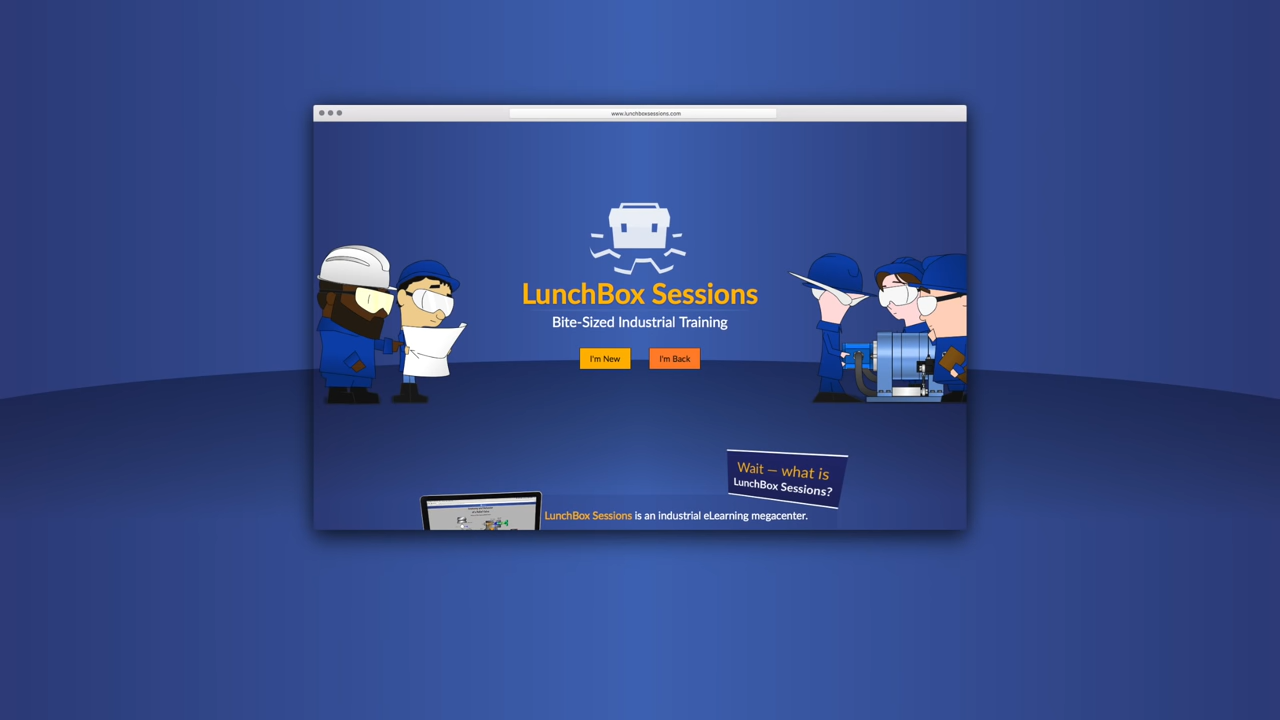 www.lunchboxsessions.com
LunchBox Sessions
Bite-Sized Industrial Training
I'm New
I'm Back
Wait — what is
LunchBox Sessions?
LunchBox Sessions is an industrial eLearning megacenter.